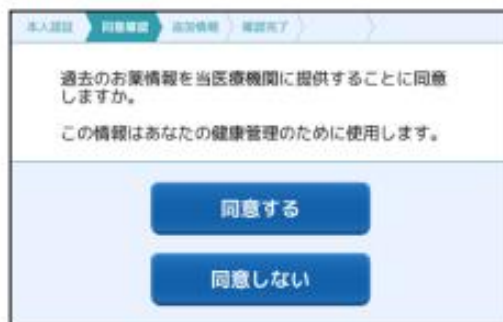 本人認証 同意確認 追加情報 確認完了
過去のお薬情報を当医療機関に提供することに同意
しますか。
この情報はあなたの健康管理のために使用します。
同意する
同意しない